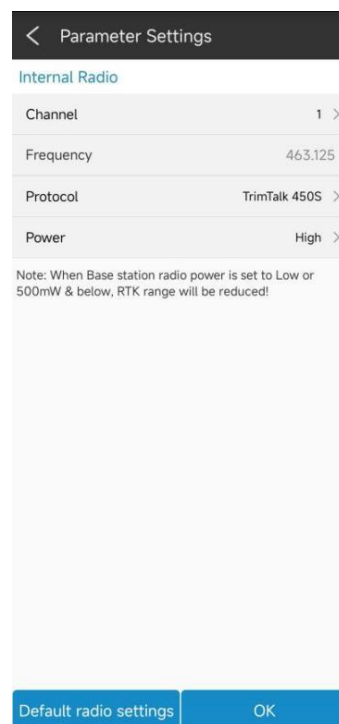 Parameter Settings
Internal Radio
Channel 1
Frequency 463.125
Protocol TrimTalk 450S
Power High
Note: When Base station radio power is set to Low or
500mW & below, RTK range will be reduced!
Default radio settings OK